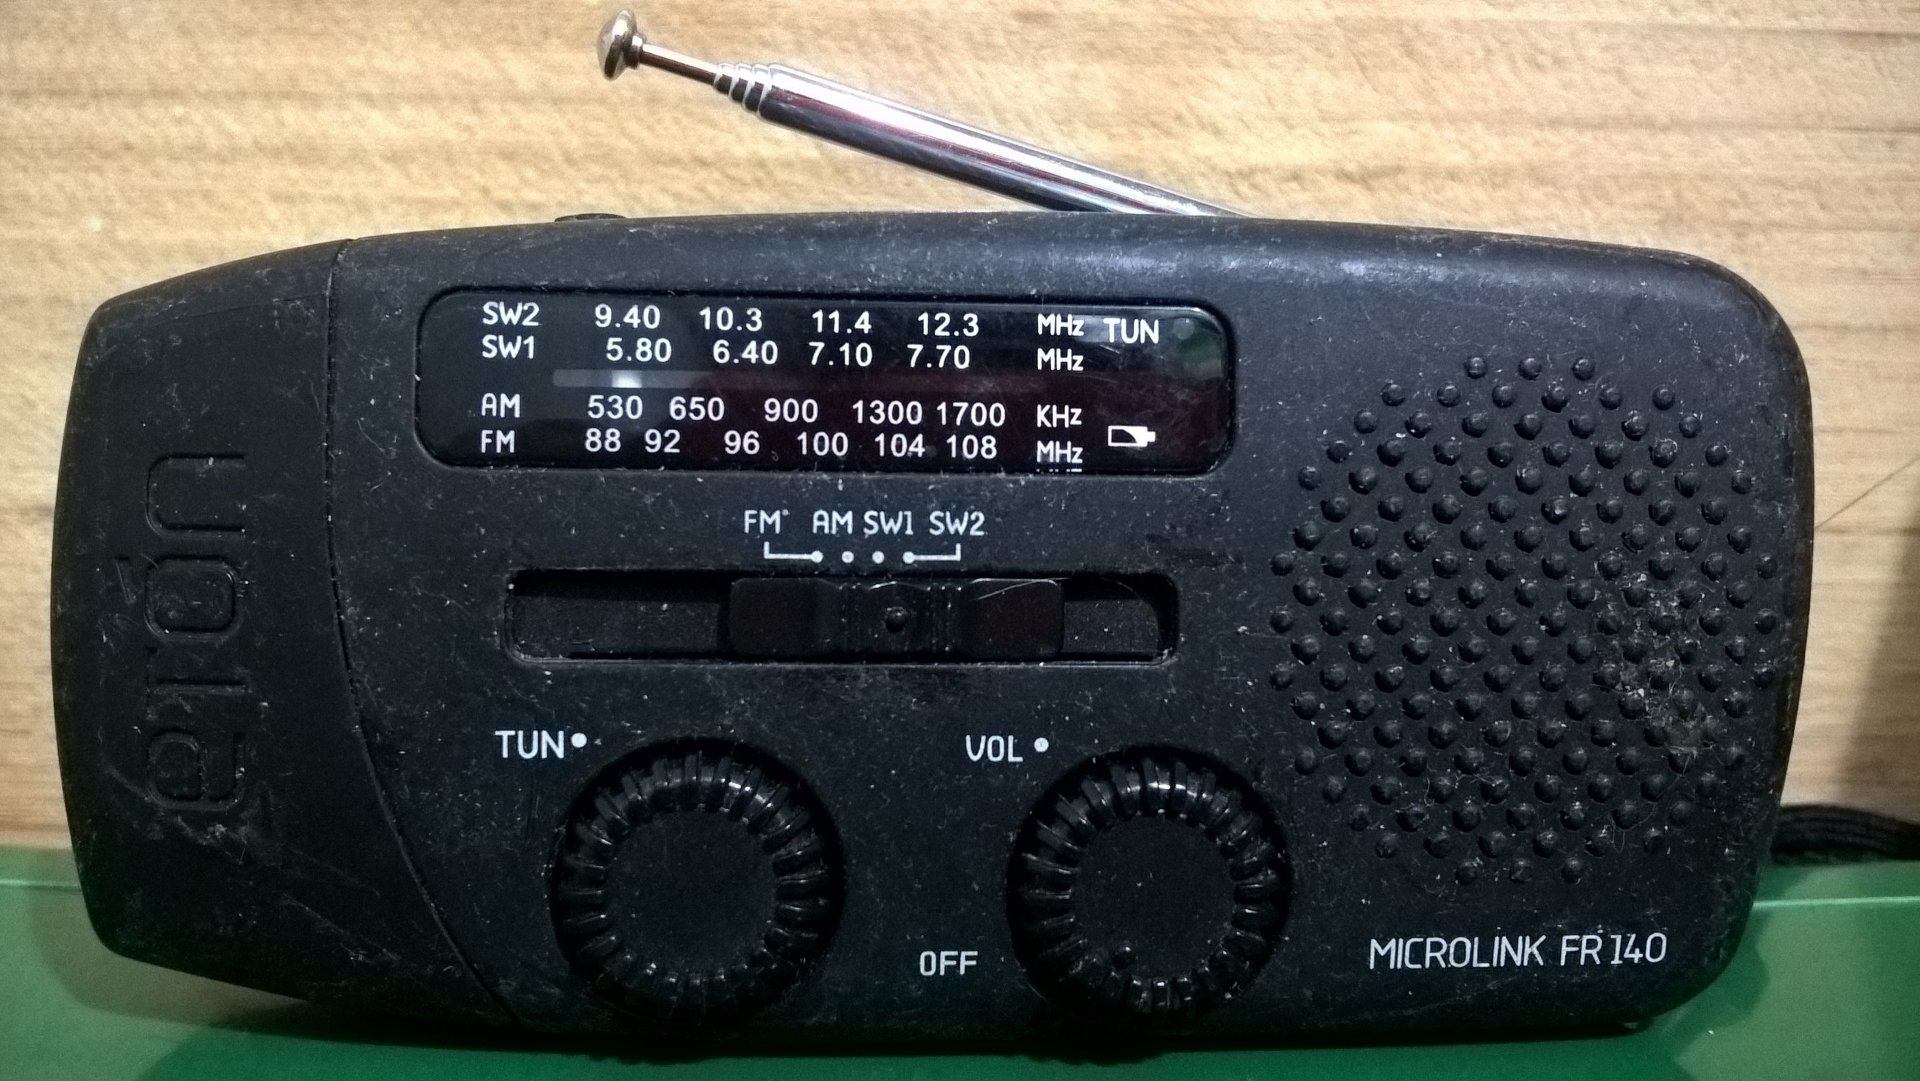 SW2 9.40 10.3 11.4 12.3 MHz TUN
SW1 5.80 6.40 7.10 7.70 MHz
AM 530 650 900 1300 1700 KHz
FM 88 92 96 100 104 108 MHz
FM AM SW1 SW2
TUN VOL
OFF
MICROLINK FR140